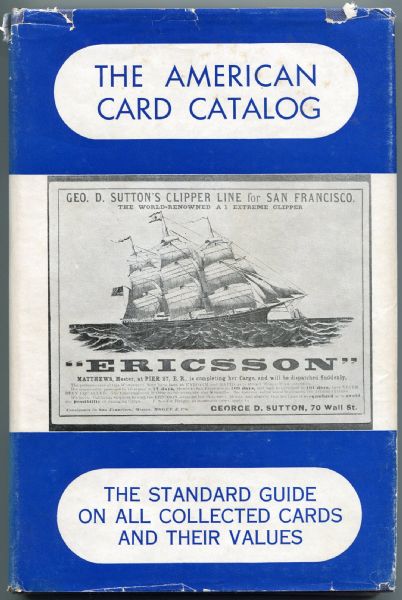 THE AMERICAN
CARD CATALOG
GEO. D. SUTTON'S CLIPPER LINE for SAN FRANCISCO.
THE WORLD-RENOWNED A 1 EXTREME CLIPPER
"ERICSSON"
MATTHEWS, Master, at PIER 27, E. R., is completing her Cargo, and will be dispatched Suddenly.
GEORGE D. SUTTON, 70 Wall St.
THE STANDARD GUIDE
ON ALL COLLECTED CARDS
AND THEIR VALUES